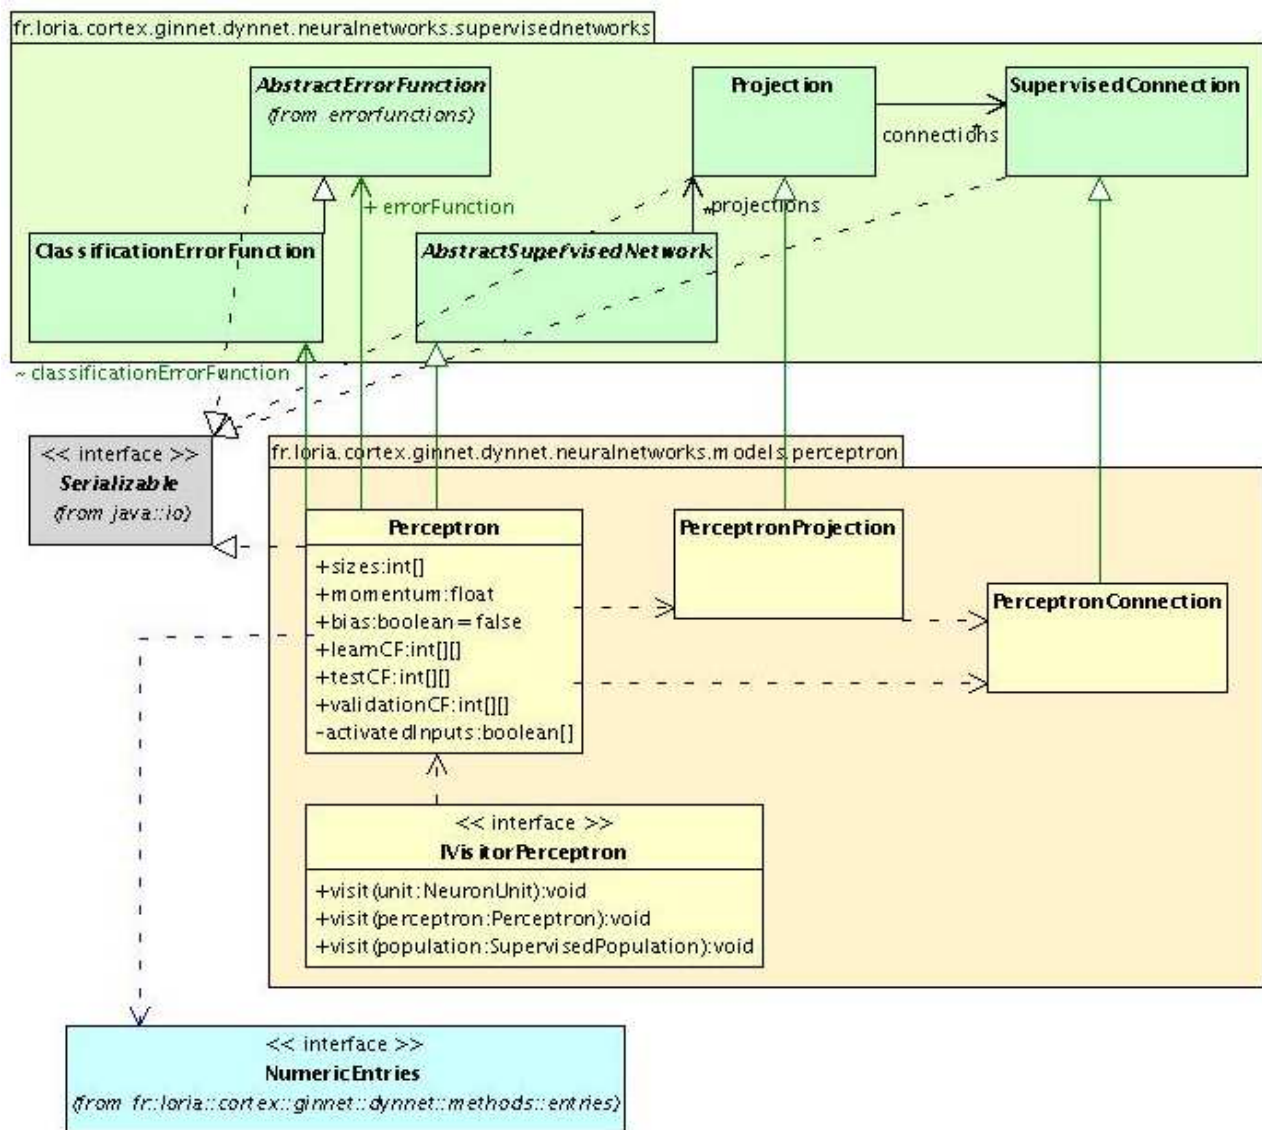 fr.loria.cortex.ginnet.dynnet.neuralnetworks.supervisednetworks
AbstractErrorFunction
(from errorfunctions)
Projection
SupervisedConnection
connections
*
+ errorFunction
*
projections
ClassificationErrorFunction
AbstractSupervisedNetwork
~ classificationErrorFunction
<< interface >>
Serializable
(from java::io)
fr.loria.cortex.ginnet.dynnet.neuralnetworks.models.perceptron
Perceptron
+sizes:int[]
+momentum:float
+bias:boolean=false
+learnCF:int[][]
+testCF:int[][]
+validationCF:int[][]
-activatedInputs:boolean[]
PerceptronProjection
PerceptronConnection
<< interface >>
IVisitorPerceptron
+visit(unit:NeuronUnit):void
+visit(perceptron:Perceptron):void
+visit(population:SupervisedPopulation):void
<< interface >>
NumericEntries
(from fr::loria::cortex::ginnet::dynnet::methods::entries)